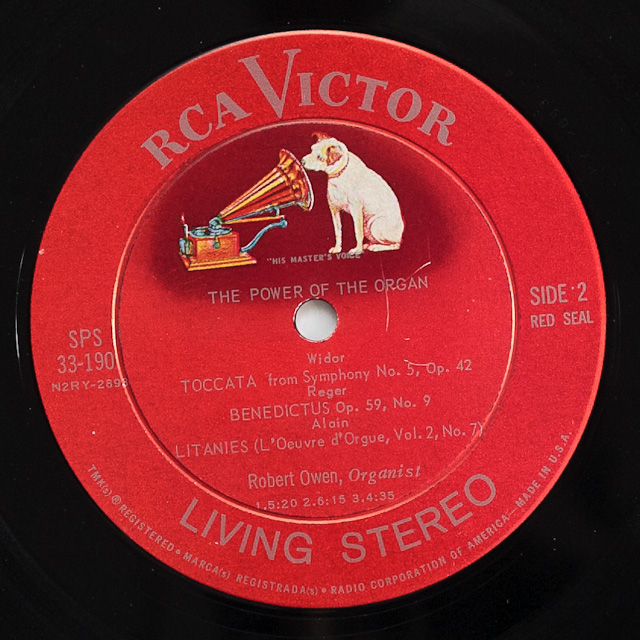 RCA VICTOR
"HIS MASTER'S VOICE"
THE POWER OF THE ORGAN
SIDE 2
RED SEAL
SPS
33-190
Widor
TOCCATA from Symphony No. 5, Op. 42
Reger
BENEDICTUS Op. 59, No. 9
Alain
LITANIES (L'Oeuvre d'Orgue, Vol. 2, No. 7)
Robert Owen, Organist
1.5:20 2.6:15 3.4:35
LIVING STEREO
TMK(s) ® REGISTERED • MARCA(s) REGISTRADA(s) • RADIO CORPORATION OF AMERICA—MADE IN U.S.A.